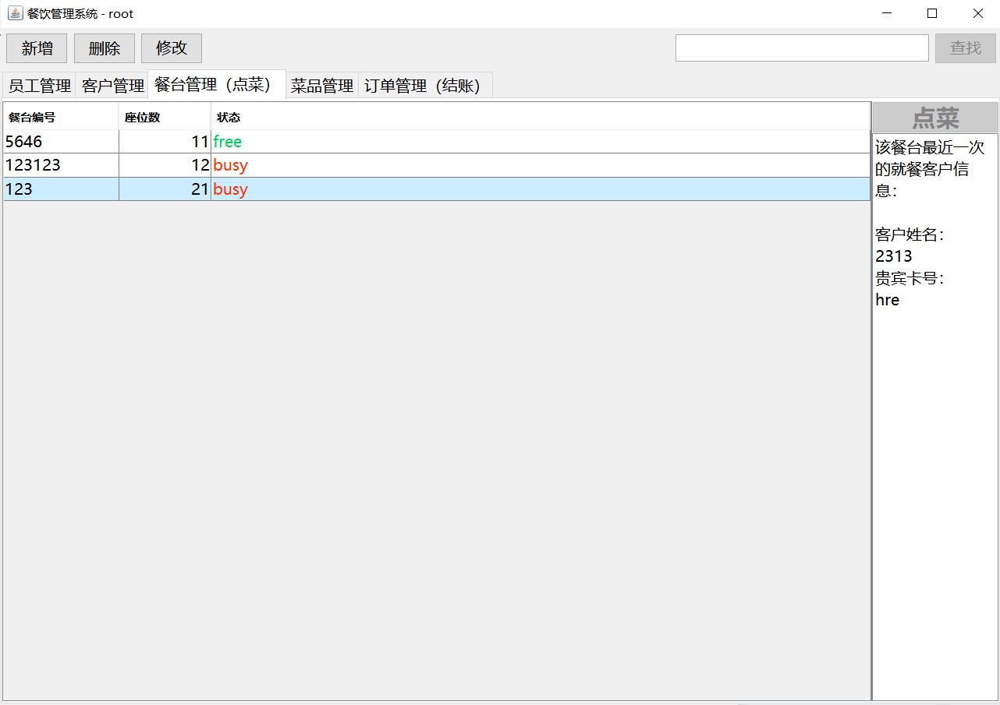 餐饮管理系统 - root
新增 删除 修改 查找
员工管理 客户管理 餐台管理（点菜） 菜品管理 订单管理（结账）
餐台编号 座位数 状态
5646 11 free
123123 12 busy
123 21 busy
点菜
该餐台最近一次
的就餐客户信
息：
客户姓名：
2313
贵宾卡号：
hre